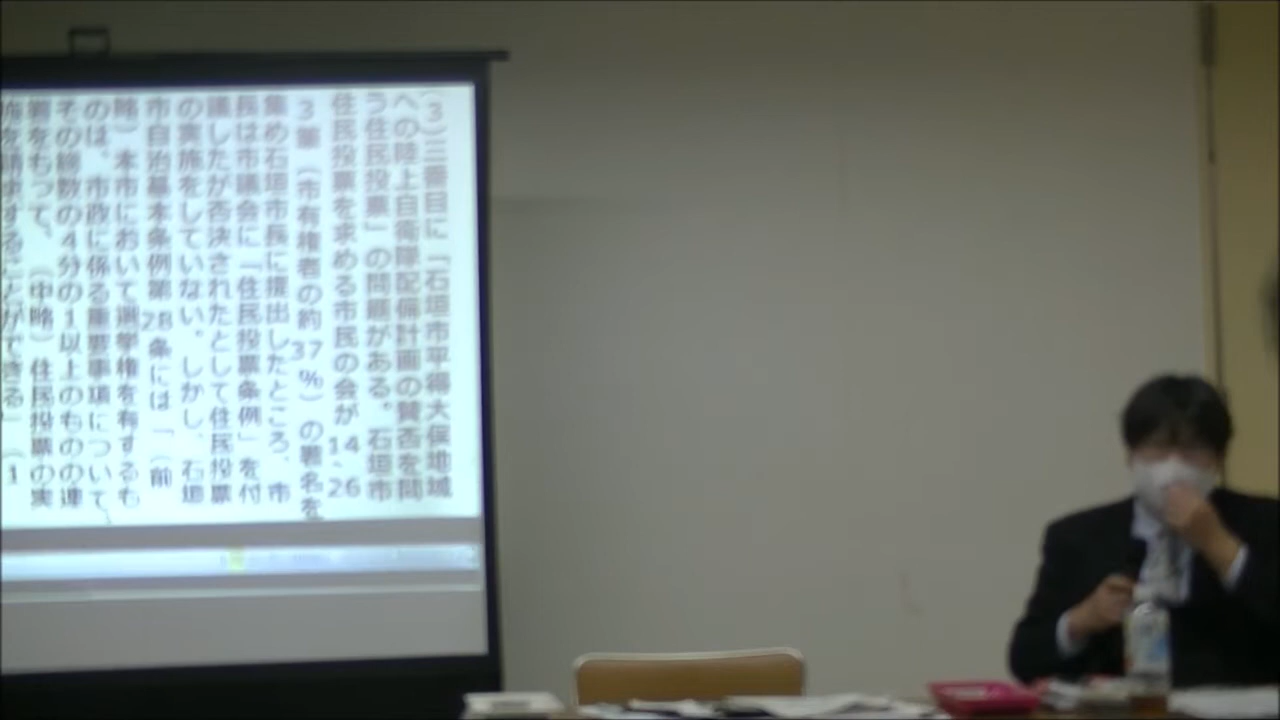 (3)三番目に「石垣市平得大俣地域
への陸上自衛隊配備計画の賛否を問
う住民投票」の問題がある。石垣市
住民投票を求める市民の会が14、26
3筆(市有権者の約37%)の署名を
集め石垣市長に提出したところ、市
長は市議会に「住民投票条例」を付
議したが否決されたとして住民投票
の実施をしていない。しかし、石垣
市自治基本条例第28条には「(前
略)本市において選挙権を有するも
のは、市政に係る重要事項について、
その総数の4分の1以上のものの連
署をもって、(中略)住民投票の実
施を請求することができる」(1